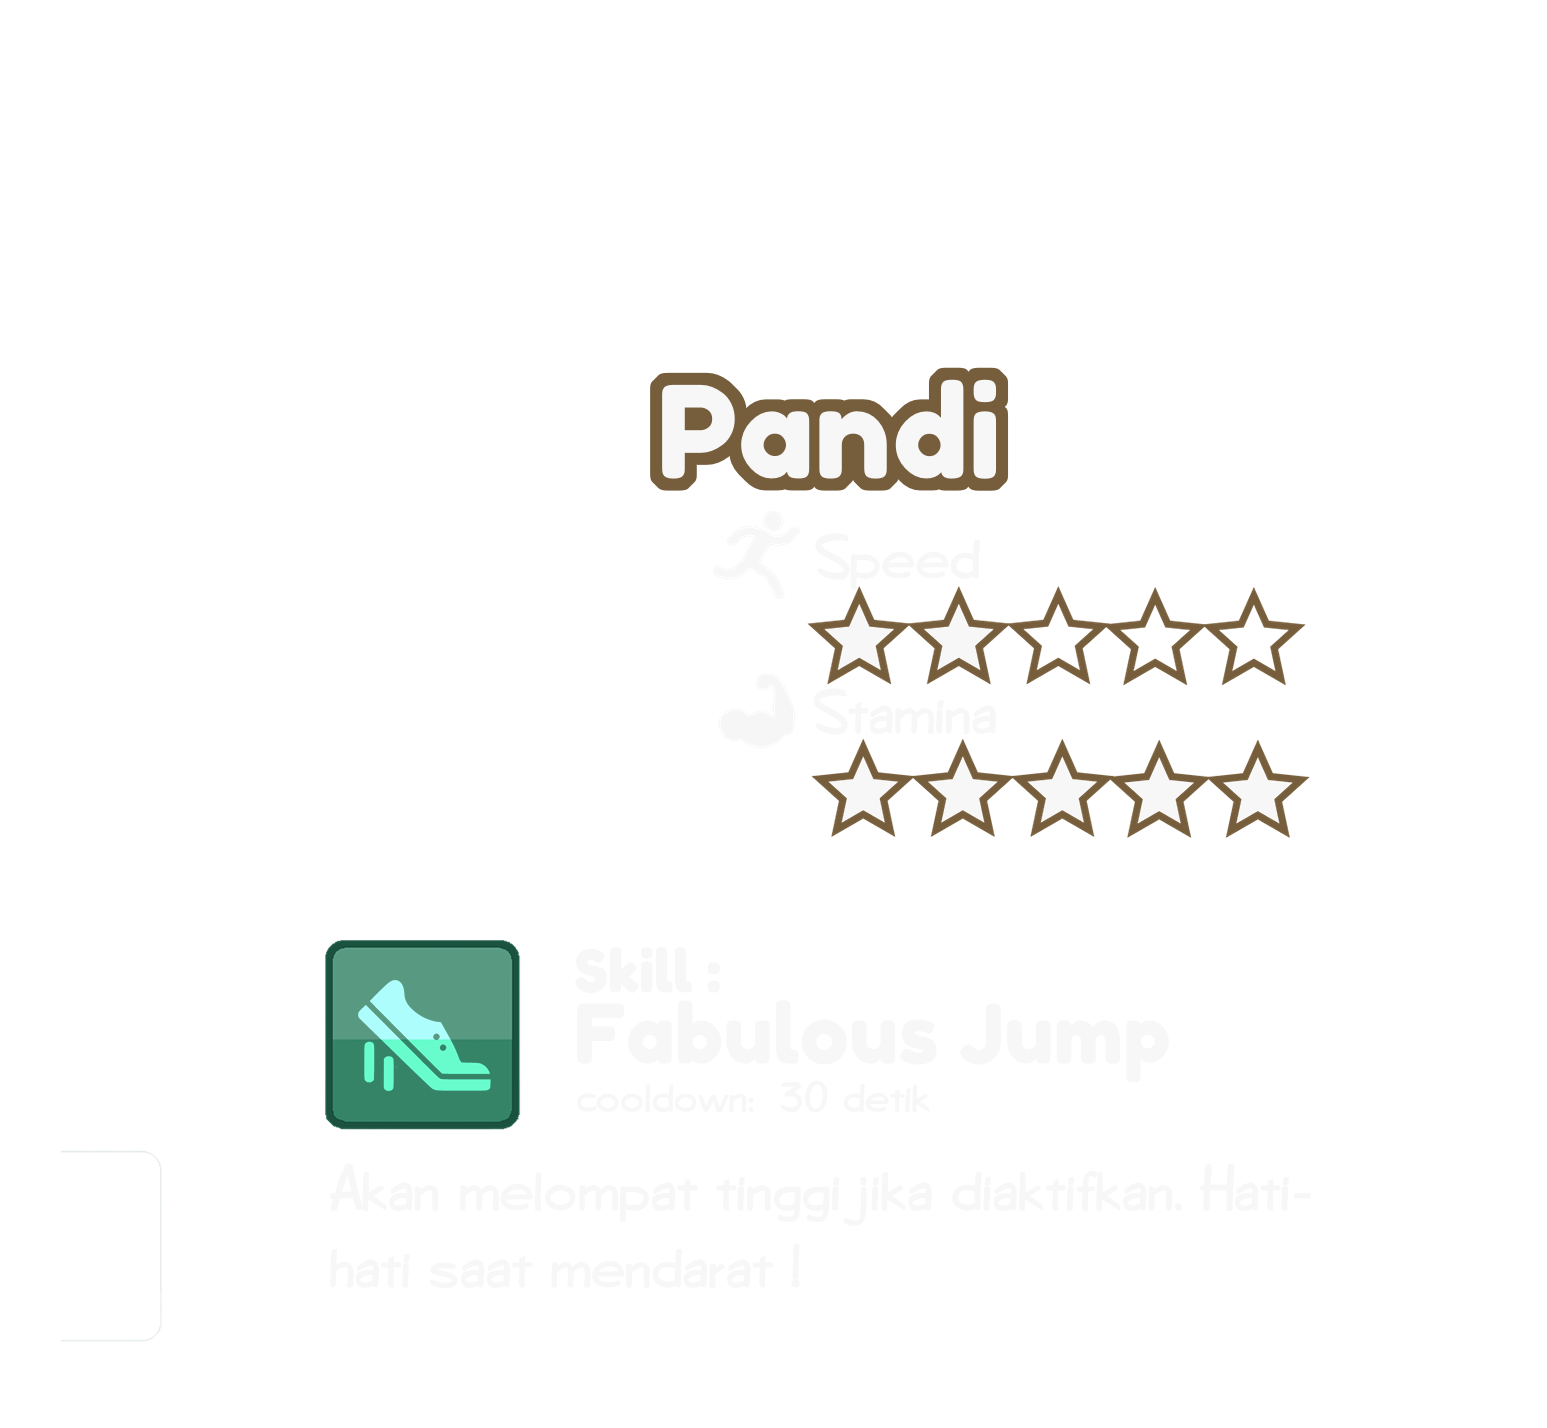 Pandi
Speed
Stamina
Skill :
Fabulous Jump
cooldown: 30 detik
Akan melompat tinggi jika diaktifkan. Hati-
hati saat mendarat !